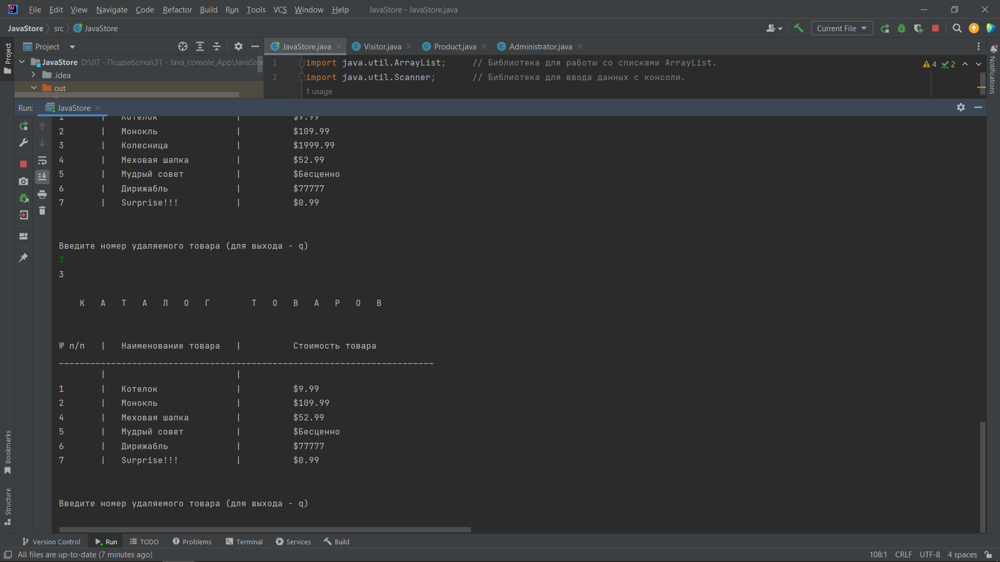 File Edit View Navigate Code Refactor Build Run Tools VCS Window Help JavaStore - JavaStore.java
JavaStore src JavaStore Current File
Project JavaStore.java Visitor.java Product.java Administrator.java
Project
Notifications
JavaStore D:\07 - Подработка\31 - Java_console_App\JavaStor
.idea
out
1 import java.util.ArrayList; // Библиотека для работы со списками ArrayList.
2 import java.util.Scanner; // Библиотека для ввода данных с консоли.
1 usage
4 2
Run: JavaStore
1 | Котелок | $9.99
2 | Монокль | $109.99
3 | Колесница | $1999.99
4 | Меховая шапка | $52.99
5 | Мудрый совет | $Бесценно
6 | Дирижабль | $77777
7 | Surprise!!! | $0.99
Введите номер удаляемого товара (для выхода - q)
3
3
К А Т А Л О Г Т О В А Р О В
№ п/п | Наименование товара | Стоимость товара
________________________________________________________________________
| |
1 | Котелок | $9.99
2 | Монокль | $109.99
4 | Меховая шапка | $52.99
5 | Мудрый совет | $Бесценно
6 | Дирижабль | $77777
7 | Surprise!!! | $0.99
Введите номер удаляемого товара (для выхода - q)
Bookmarks
Structure
Version Control Run TODO Problems Terminal Services Build
All files are up-to-date (7 minutes ago) 108:1 CRLF UTF-8 4 spaces